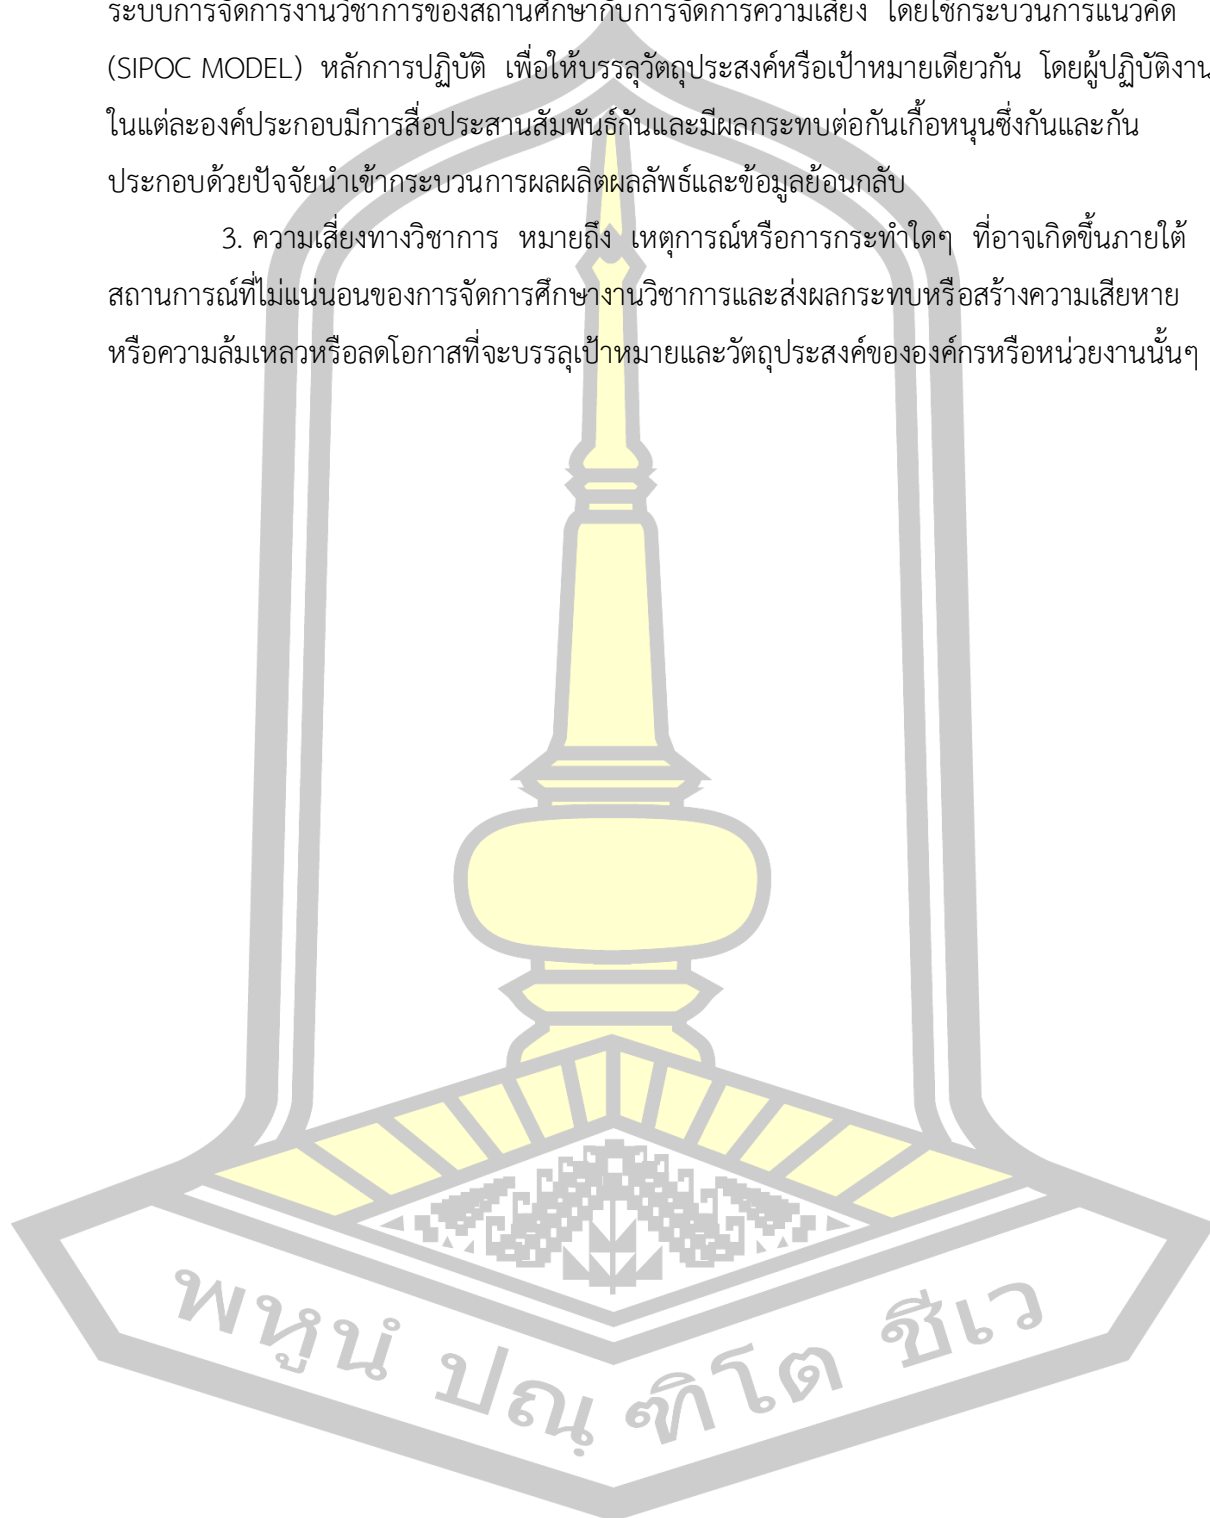 ระบบการจัดการงานวิชาการของสถานศึกษากับการจัดการความเสี่ยง โดยใช้กระบวนการแนวคิด
(SIPOC MODEL) หลักการปฏิบัติ เพื่อให้บรรลุวัตถุประสงค์หรือเป้าหมายเดียวกัน โดยผู้ปฏิบัติงาน
ในแต่ละองค์ประกอบมีการสื่อประสานสัมพันธ์กันและมีผลกระทบต่อกันเกื้อหนุนซึ่งกันและกัน
ประกอบด้วยปัจจัยนำเข้ากระบวนการผลผลิตผลลัพธ์และข้อมูลย้อนกลับ
3. ความเสี่ยงทางวิชาการ หมายถึง เหตุการณ์หรือการกระทำใดๆ ที่อาจเกิดขึ้นภายใต้
สถานการณ์ที่ไม่แน่นอนของการจัดการศึกษางานวิชาการและส่งผลกระทบหรือสร้างความเสียหาย
หรือความล้มเหลวหรือลดโอกาสที่จะบรรลุเป้าหมายและวัตถุประสงค์ขององค์กรหรือหน่วยงานนั้นๆ
พหูนํ ปณฺฑิโต ชีเว